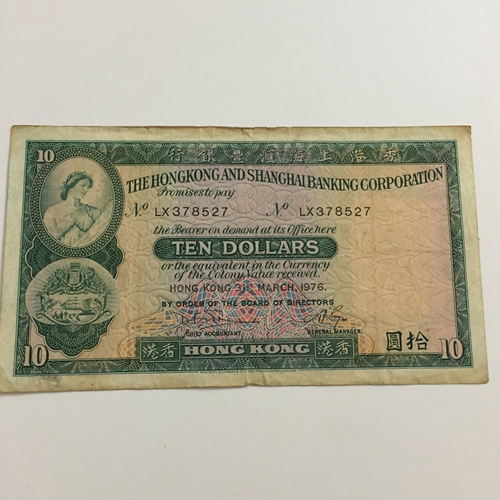 10
行銀豐滙海上港香
THE HONGKONG AND SHANGHAI BANKING CORPORATION
Promises to pay
Nº LX378527 Nº LX378527
the Bearer on demand at its Office here
TEN DOLLARS
or the equivalent in the Currency
of the Colony, Value received.
HONG KONG 31ST MARCH, 1976.
BY ORDER OF THE BOARD OF DIRECTORS
CHIEF ACCOUNTANT GENERAL MANAGER
10 港香 HONG KONG 港香 圓拾 10